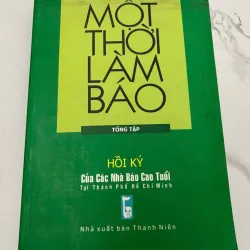 MỘT
THỜI
LÀM
BÁO
TỔNG TẬP
HỒI KÝ
Của Các Nhà Báo Cao Tuổi
Tại Thành Phố Hồ Chí Minh
Nhà xuất bản Thanh Niên